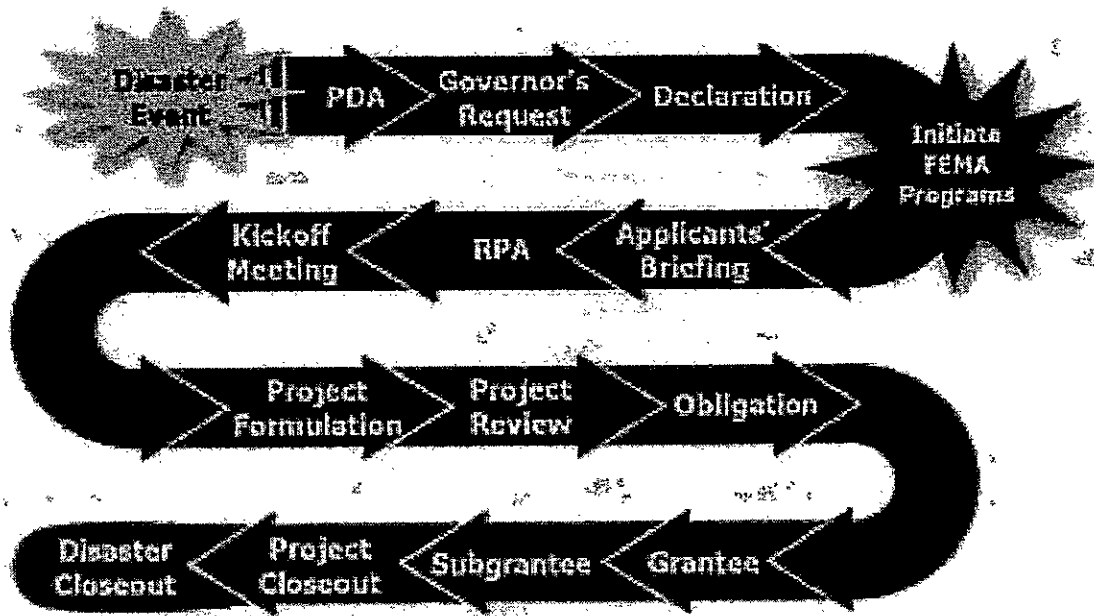 Disaster
Event
PDA
Governor's
Request
Declaration
Initiate
FEMA
Programs
Applicants'
Briefing
RPA
Kickoff
Meeting
Project
Formulation
Project
Review
Obligation
Grantee
Subgrantee
Project
Closeout
Disaster
Closeout